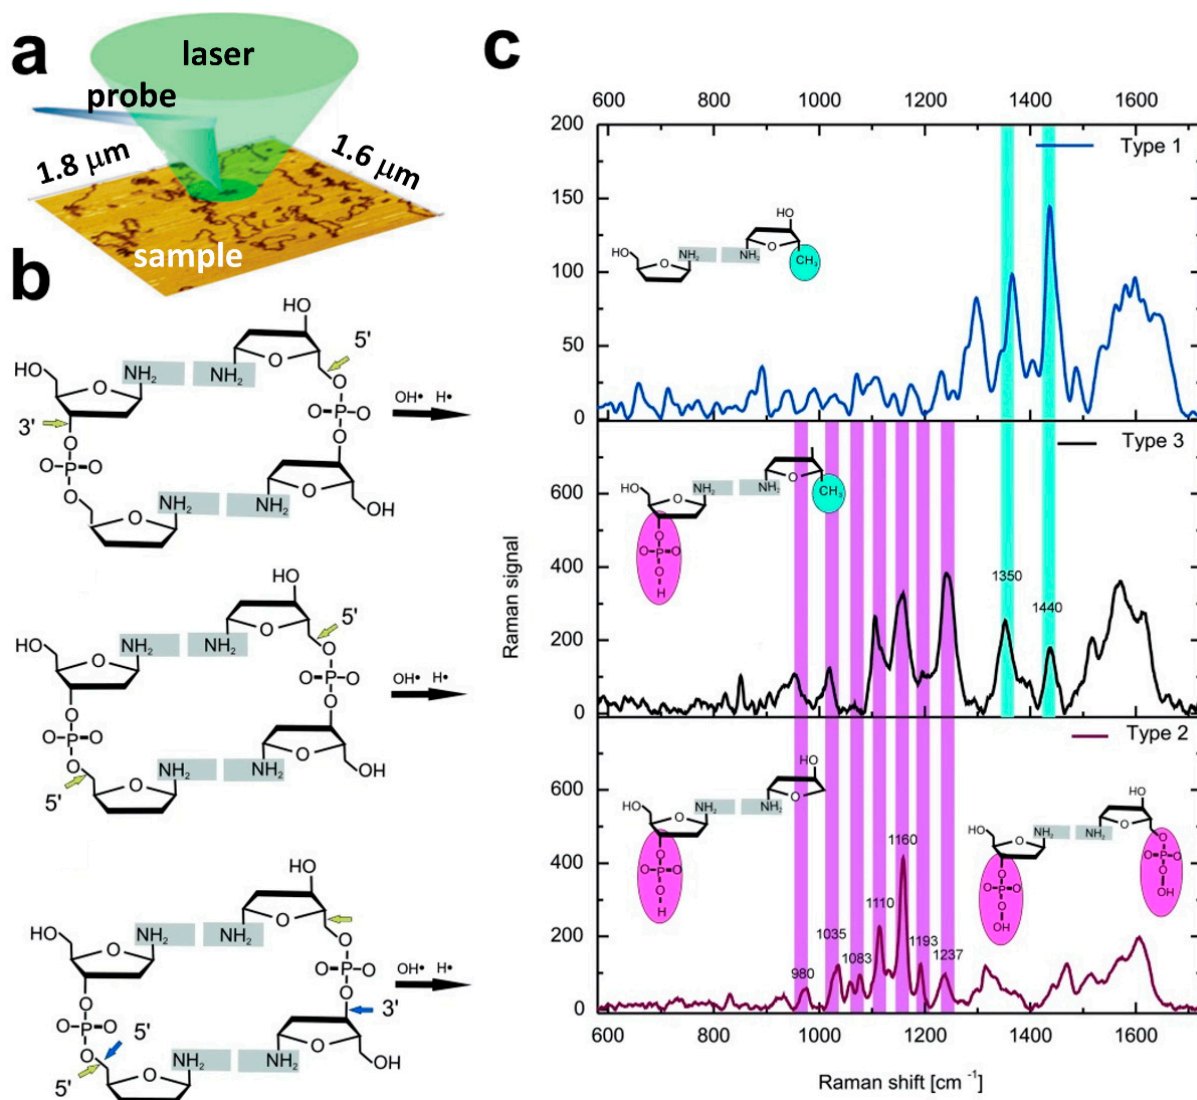 a
laser
probe
1.8 μm
1.6 μm
sample
b
HO
5'
HO
O
NH₂
NH₂
O
O
3'
O
O-P-O
O
O
O-P-O
O
OH• H•
NH₂
NH₂
O
O
OH
HO
5'
HO
O
NH₂
NH₂
O
O
O
O-P-O
O
O-P-O
O
OH• H•
5'
NH₂
NH₂
O
O
OH
HO
HO
O
NH₂
NH₂
O
O
O
O-P-O
O
O-P-O
O
3'
OH• H•
5'
5'
NH₂
NH₂
O
O
OH
c
600 800 1000 1200 1400 1600
200
150
100
50
0
Type 1
HO
HO
O
NH₂
NH₂
O
CH₃
600
400
200
0
Type 3
HO
O
NH₂
NH₂
O
CH₃
O
O-P-O
O
H
1350
1440
Raman signal
600
400
200
0
Type 2
HO
HO
O
NH₂
NH₂
O
O
O-P-O
O
H
HO
HO
O
NH₂
NH₂
O
O
O-P-O
O
OH
O
O-P-O
O
OH
1160
1110
1035
1193
1083
1237
980
600 800 1000 1200 1400 1600
Raman shift [cm ⁻¹]